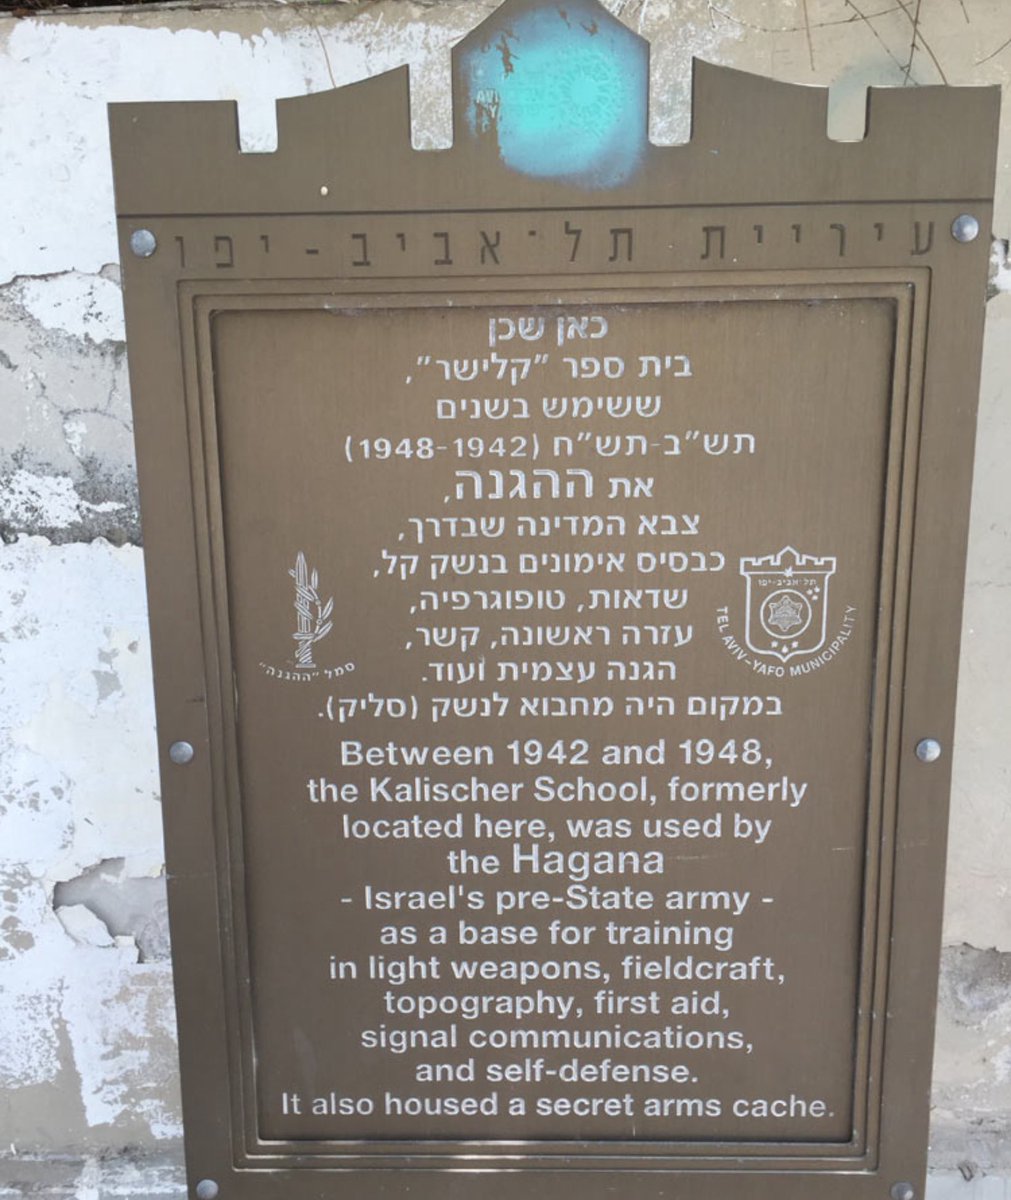 עיריית תל־אביב-יפו
כאן שכן
בית ספר "קלישר",
ששימש בשנים
תש"ב-תש"ח (1948-1942)
את ההגנה,
צבא המדינה שבדרך,
כבסיס אימונים בנשק קל,
שדאות, טופוגרפיה,
עזרה ראשונה, קשר,
הגנה עצמית ועוד.
במקום היה מחבוא לנשק (סליק).
סמל "ההגנה"
תל-אביב-יפו
TEL AVIV-YAFO MUNICIPALITY
Between 1942 and 1948,
the Kalischer School, formerly
located here, was used by
the Hagana
- Israel's pre-State army -
as a base for training
in light weapons, fieldcraft,
topography, first aid,
signal communications,
and self-defense.
It also housed a secret arms cache.